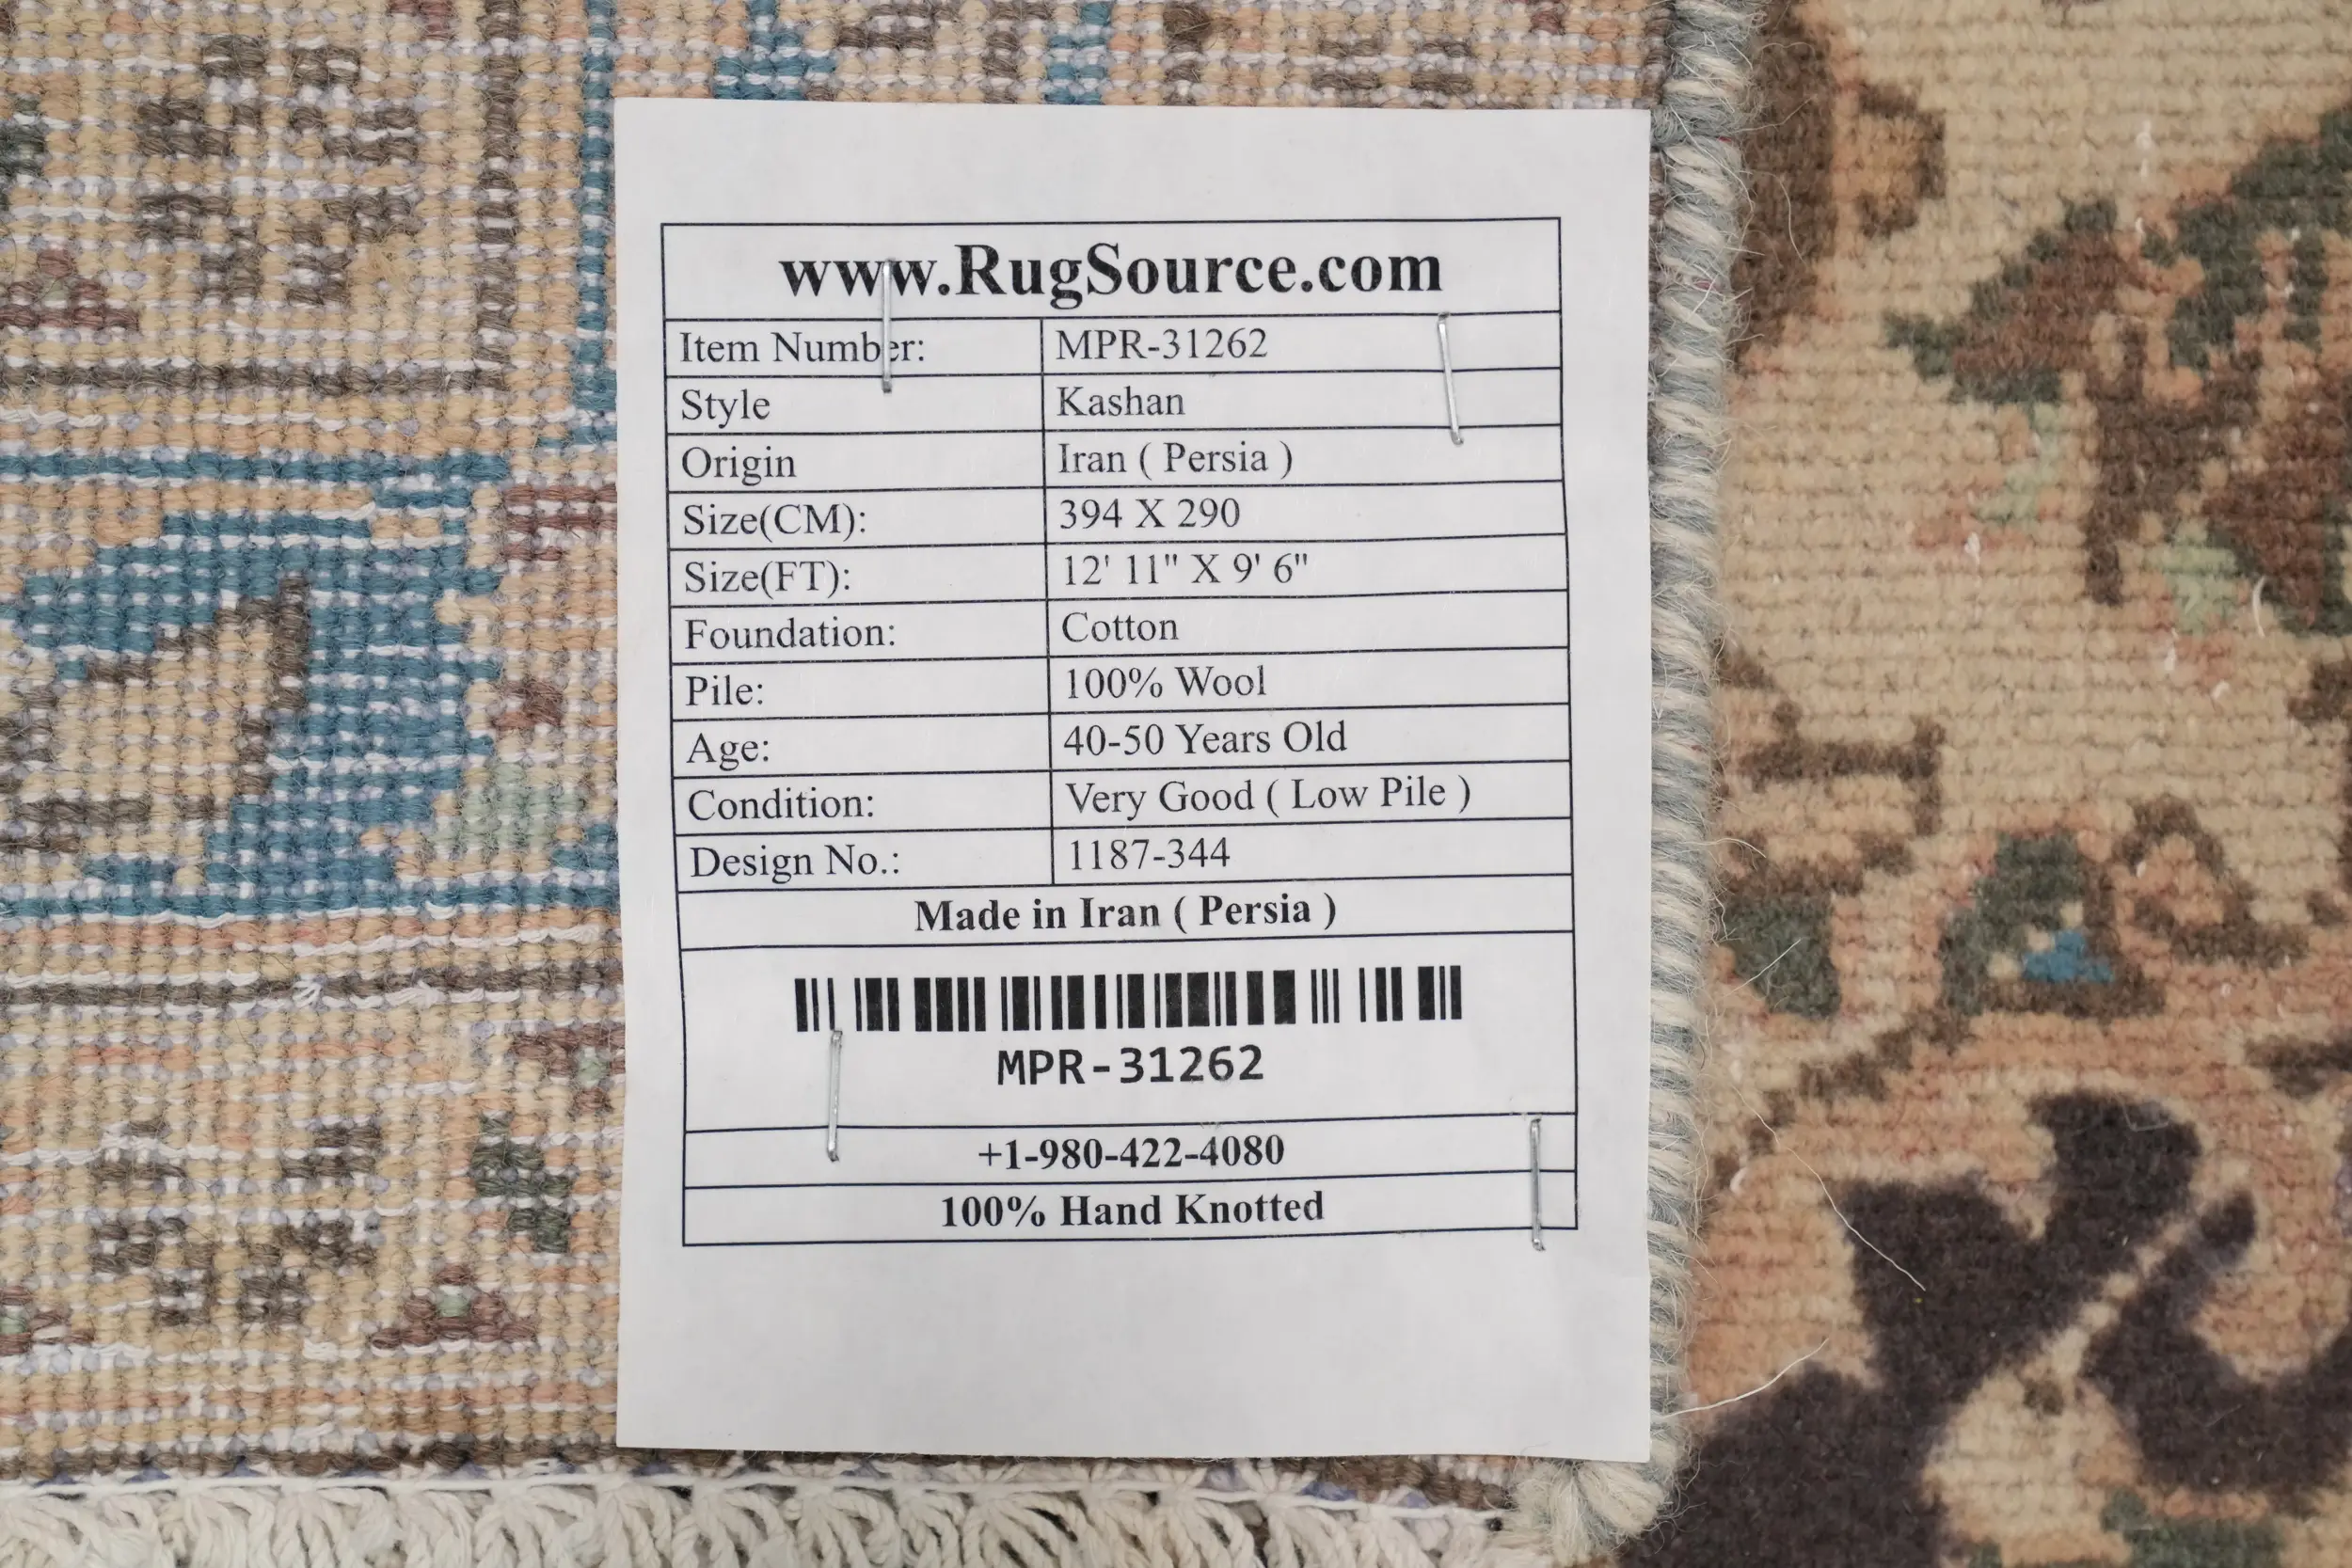 www.RugSource.com
Item Number: MPR-31262
Style Kashan
Origin Iran ( Persia )
Size(CM): 394 X 290
Size(FT): 12' 11" X 9' 6"
Foundation: Cotton
Pile: 100% Wool
Age: 40-50 Years Old
Condition: Very Good ( Low Pile )
Design No.: 1187-344
Made in Iran ( Persia )
MPR-31262
+1-980-422-4080
100% Hand Knotted